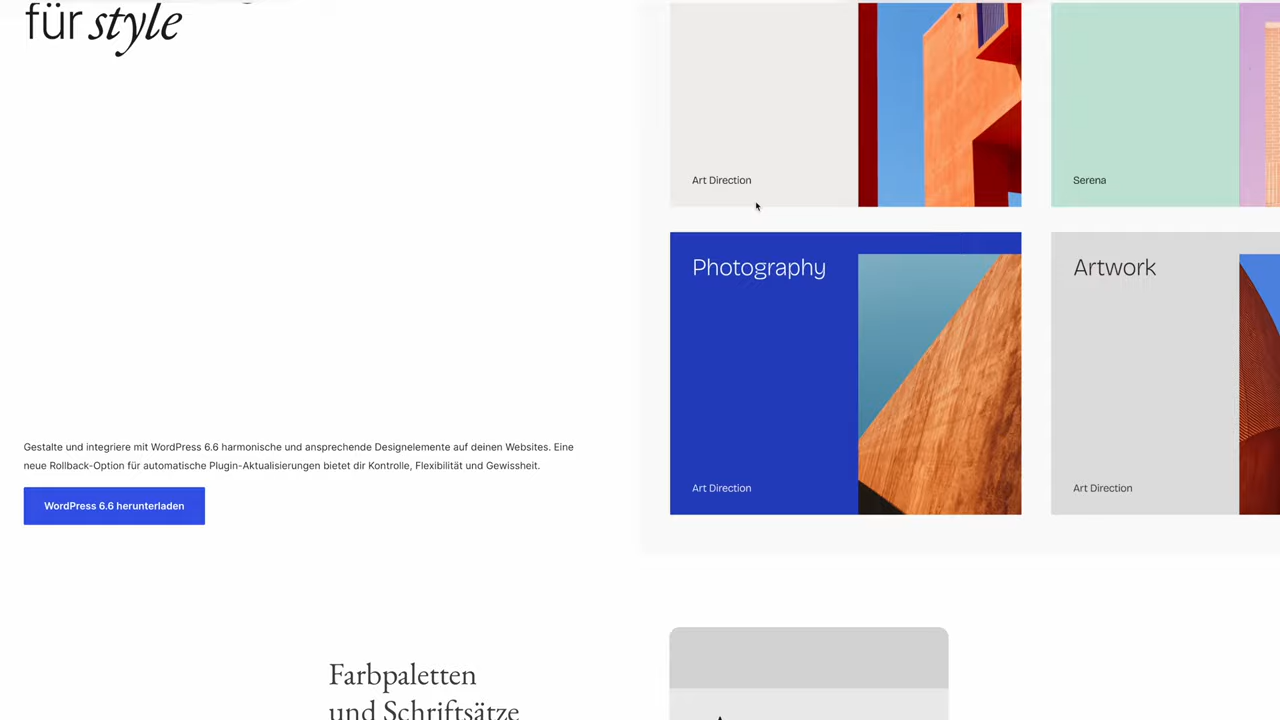 für style
Art Direction
Serena
Photography
Artwork
Gestalte und integriere mit WordPress 6.6 harmonische und ansprechende Designelemente auf deinen Websites. Eine
neue Rollback-Option für automatische Plugin-Aktualisierungen bietet dir Kontrolle, Flexibilität und Gewissheit.
WordPress 6.6 herunterladen
Art Direction
Art Direction
Farbpaletten
und Schriftsätze